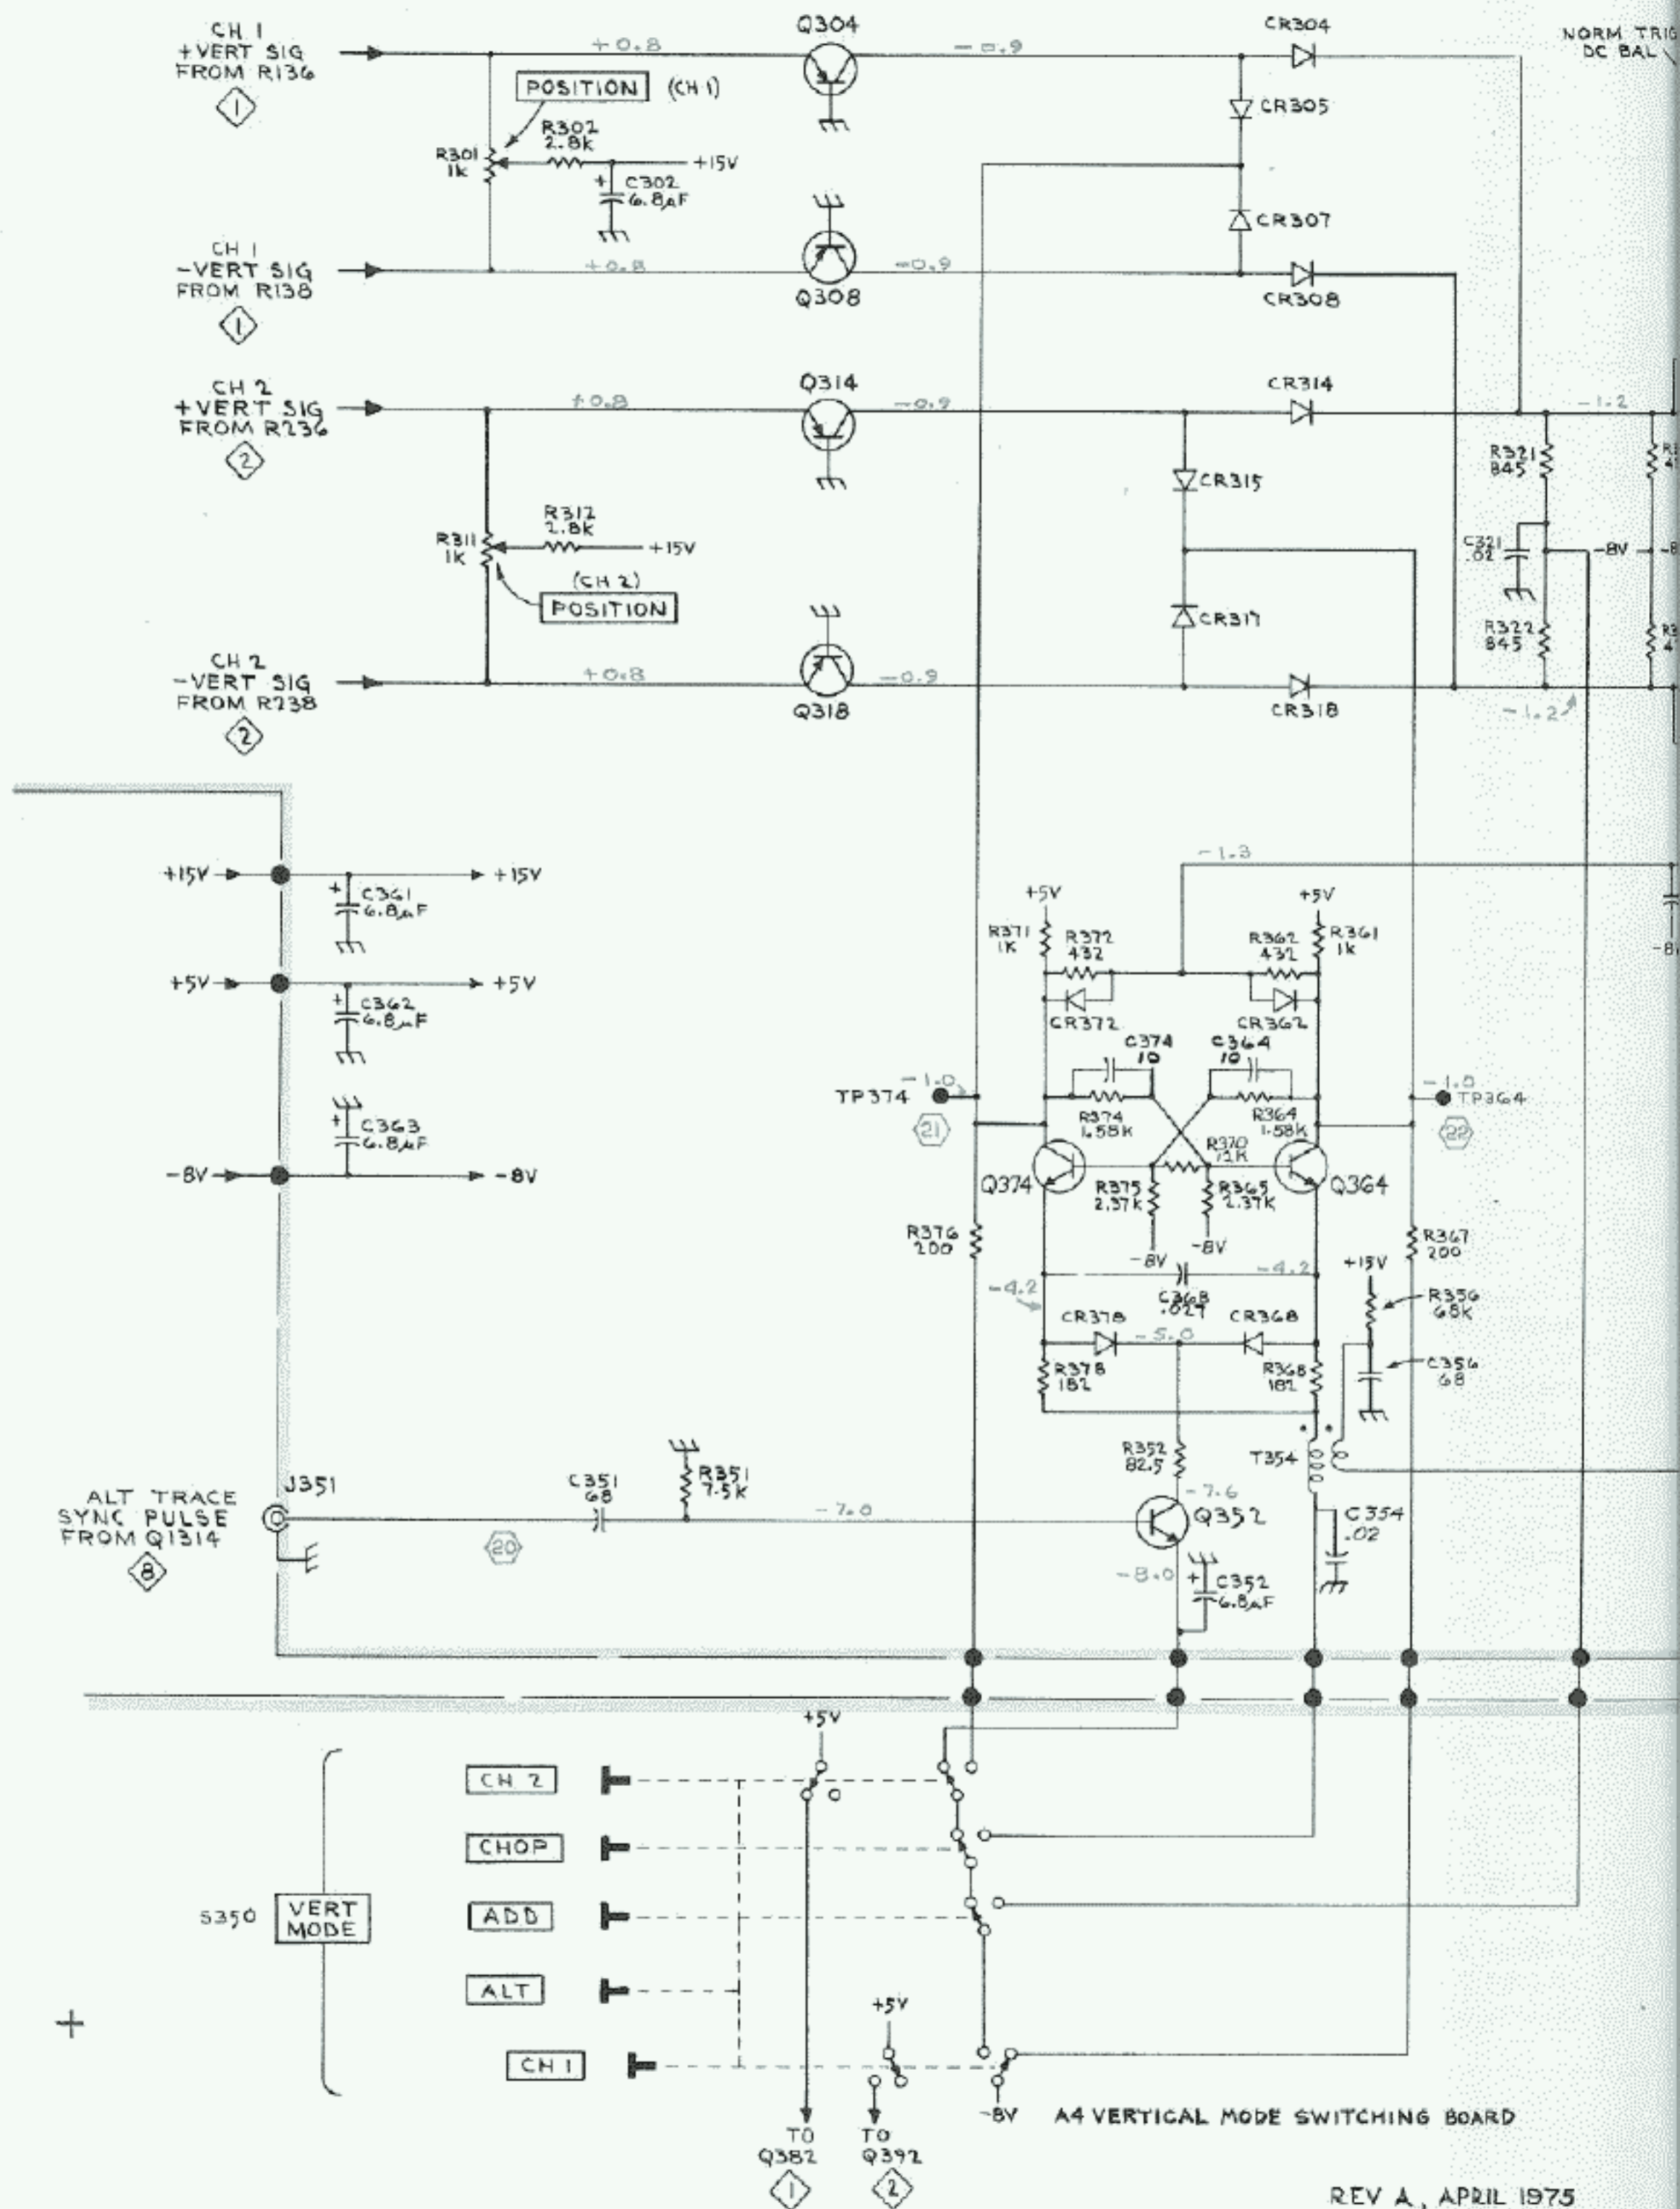 CH 1
+VERT SIG
FROM R136
1
+0.8
Q304
-0.9
CR304
NORM TRIG
DC BAL
POSITION (CH 1)
R301
1K
R302
2.8K
+15V
C302
6.8µF
CR305
CR307
CH 1
-VERT SIG
FROM R138
1
+0.8
Q308
-0.9
CR308
CH 2
+VERT SIG
FROM R236
2
+0.8
Q314
-0.9
CR314
-1.2
R321
845
CR315
R311
1K
R312
2.8K
+15V
(CH 2)
POSITION
C321
.02
-8V
CR317
R322
845
CH 2
-VERT SIG
FROM R238
2
+0.8
Q318
-0.9
CR318
-1.2
+15V
+15V
C361
6.8µF
+5V
+5V
C362
6.8µF
C363
6.8µF
-8V
-8V
-1.3
+5V
+5V
R371
1K
R372
432
R362
432
R361
1K
-8
CR372
CR362
C374
10
C364
10
-1.0
TP374
21
R374
1.58K
R364
1.58K
-1.0
TP364
22
R370
12K
Q374
R375
2.37K
R365
2.37K
Q364
R376
200
-8V
-8V
R367
200
-4.2
C368
.027
-4.2
+15V
R356
68K
CR378
-5.0
CR368
R378
182
R368
182
C356
68
R352
82.5
T354
ALT TRACE
SYNC PULSE
FROM Q1314
8
J351
20
C351
68
R351
7.5K
-7.0
-7.6
Q352
-8.0
C352
6.8µF
C354
.02
+5V
S350
VERT
MODE
CH 2
CHOP
ADD
ALT
CH 1
+5V
-8V
TO
Q382
1
TO
Q392
2
A4 VERTICAL MODE SWITCHING BOARD
REV A, APRIL 1975